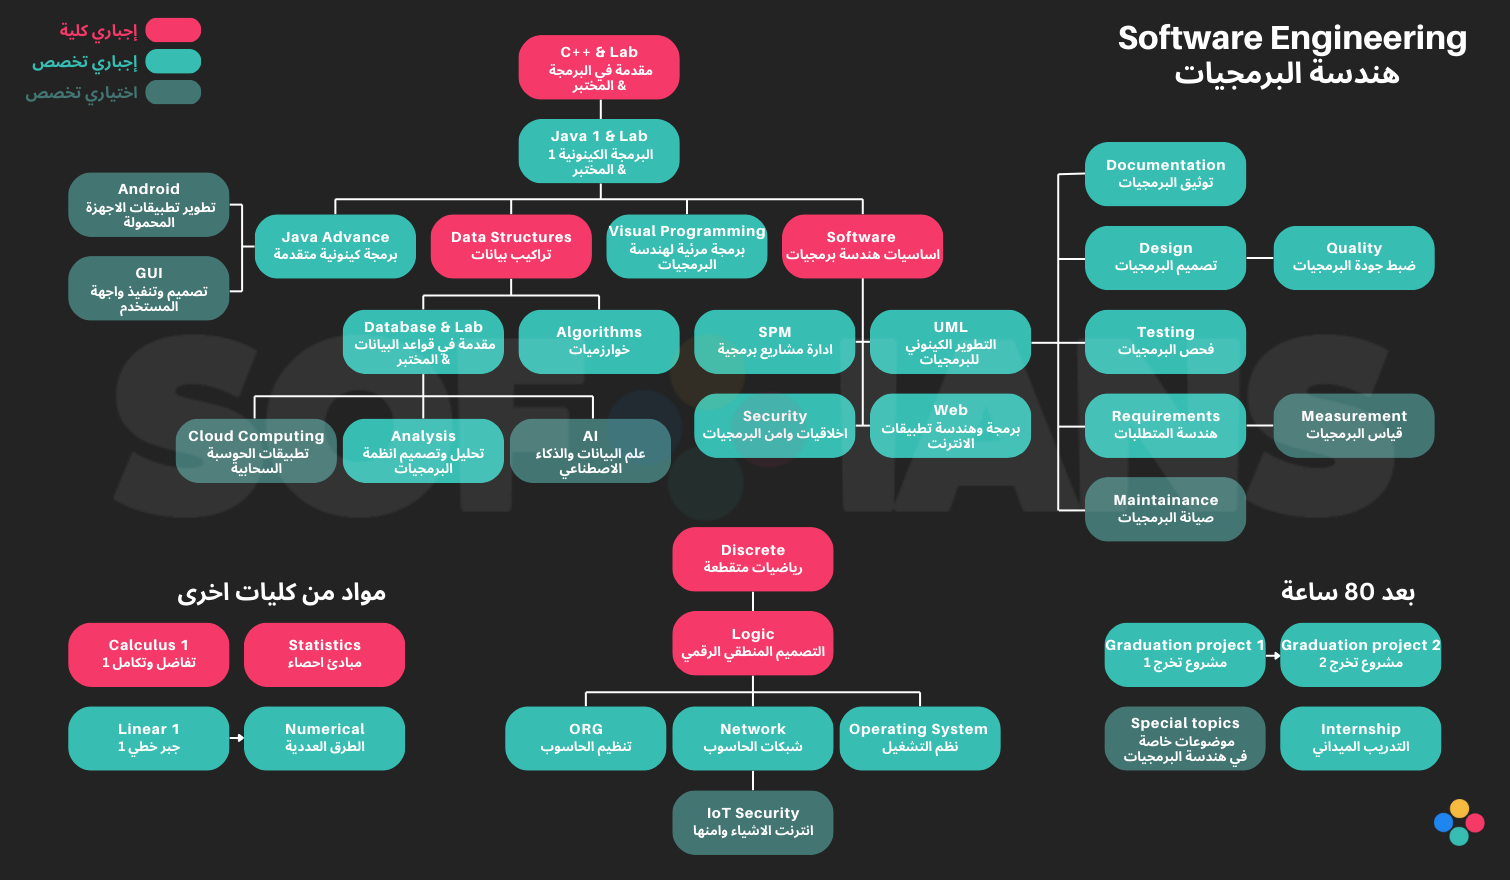 إجباري كلية
إجباري تخصص
اختياري تخصص
Software Engineering
هندسة البرمجيات
C++ & Lab
مقدمة في البرمجة
& المختبر
Java 1 & Lab
البرمجة الكينونية 1
& المختبر
Android
تطوير تطبيقات الاجهزة
المحمولة
GUI
تصميم وتنفيذ واجهة
المستخدم
Java Advance
برمجة كينونية متقدمة
Data Structures
تراكيب بيانات
Visual Programming
برمجة مرئية لهندسة
البرمجيات
Software
اساسيات هندسة برمجيات
Documentation
توثيق البرمجيات
Design
تصميم البرمجيات
Quality
ضبط جودة البرمجيات
Database & Lab
مقدمة في قواعد البيانات
& المختبر
Algorithms
خوارزميات
SPM
ادارة مشاريع برمجية
UML
التطوير الكينوني
للبرمجيات
Testing
فحص البرمجيات
Security
اخلاقيات وامن البرمجيات
Web
برمجة وهندسة تطبيقات
الانترنت
Requirements
هندسة المتطلبات
Measurement
قياس البرمجيات
Cloud Computing
تطبيقات الحوسبة
السحابية
Analysis
تحليل وتصميم انظمة
البرمجيات
AI
علم البيانات والذكاء
الاصطناعي
Maintainance
صيانة البرمجيات
SOF IANS
Discrete
رياضيات متقطعة
Logic
التصميم المنطقي الرقمي
ORG
تنظيم الحاسوب
Network
شبكات الحاسوب
Operating System
نظم التشغيل
IoT Security
انترنت الاشياء وامنها
مواد من كليات اخرى
Calculus 1
تفاضل وتكامل 1
Statistics
مبادئ احصاء
Linear 1
جبر خطي 1
Numerical
الطرق العددية
بعد 80 ساعة
Graduation project 1
مشروع تخرج 1
Graduation project 2
مشروع تخرج 2
Special topics
موضوعات خاصة
في هندسة البرمجيات
Internship
التدريب الميداني